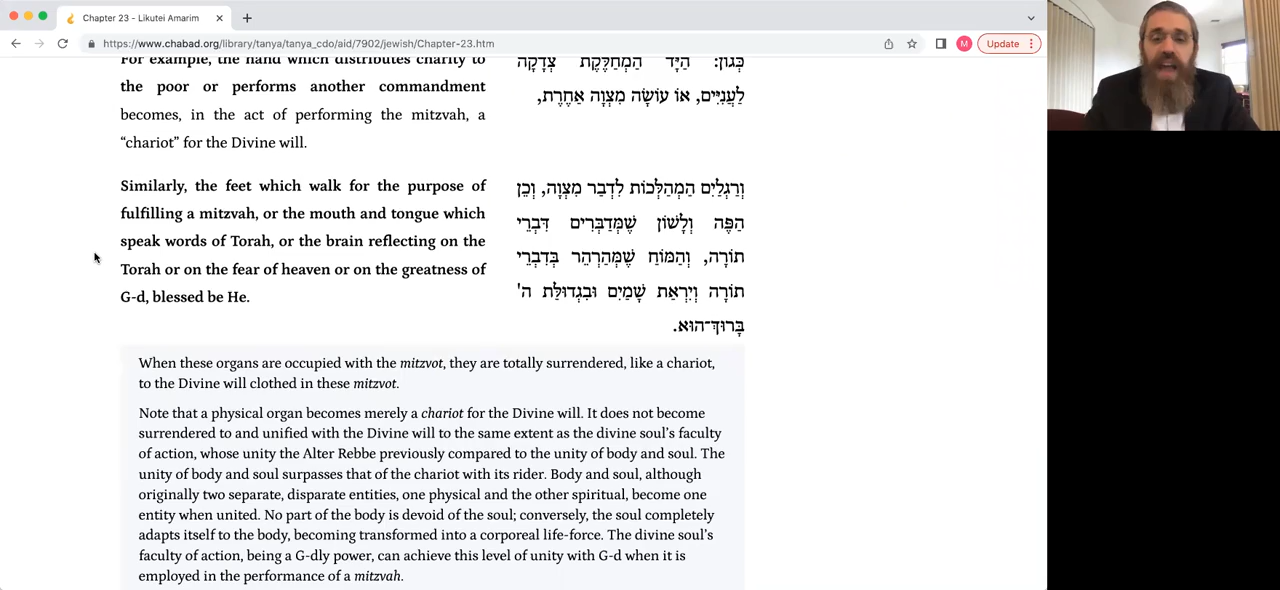 Chapter 23 - Likutei Amarim
https://www.chabad.org/library/tanya/tanya_cdo/aid/7902/jewish/Chapter-23.htm
M
Update
For example, the hand which distributes charity to
the poor or performs another commandment
becomes, in the act of performing the mitzvah, a
“chariot” for the Divine will.
כְּגוֹן: הַיָּד הַמְחַלֶּקֶת צְדָקָה
לַעֲנִיִּים, אוֹ עוֹשָׂה מִצְוָה אַחֶרֶת,
Similarly, the feet which walk for the purpose of
fulfilling a mitzvah, or the mouth and tongue which
speak words of Torah, or the brain reflecting on the
Torah or on the fear of heaven or on the greatness of
G-d, blessed be He.
וְרַגְלַיִם הַמְהַלְּכוֹת לִדְבַר מִצְוָה, וְכֵן
הַפֶּה וְלָשׁוֹן שֶׁמְּדַבְּרִים דִּבְרֵי
תוֹרָה, וְהַמּוֹחַ שֶׁמְּהַרְהֵר בְּדִבְרֵי
תוֹרָה וְיִרְאַת שָׁמַיִם וּבִגְדוּלַּת ה'
בָּרוּךְ־הוּא.
When these organs are occupied with the mitzvot, they are totally surrendered, like a chariot,
to the Divine will clothed in these mitzvot.
Note that a physical organ becomes merely a chariot for the Divine will. It does not become
surrendered to and unified with the Divine will to the same extent as the divine soul’s faculty
of action, whose unity the Alter Rebbe previously compared to the unity of body and soul. The
unity of body and soul surpasses that of the chariot with its rider. Body and soul, although
originally two separate, disparate entities, one physical and the other spiritual, become one
entity when united. No part of the body is devoid of the soul; conversely, the soul completely
adapts itself to the body, becoming transformed into a corporeal life-force. The divine soul’s
faculty of action, being a G-dly power, can achieve this level of unity with G-d when it is
employed in the performance of a mitzvah.